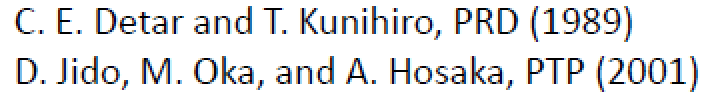 C. E. Detar and T. Kunihiro, PRD (1989)
D. Jido, M. Oka, and A. Hosaka, PTP (2001)